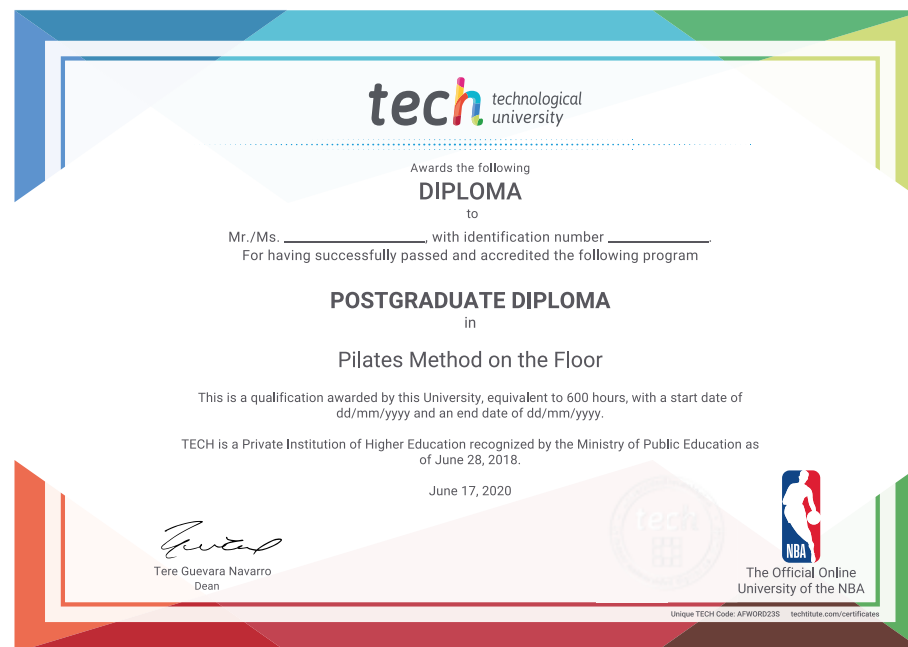 tech technological
university
Awards the following
DIPLOMA
to
Mr./Ms. ____________________, with identification number ______________.
For having successfully passed and accredited the following program
POSTGRADUATE DIPLOMA
in
Pilates Method on the Floor
This is a qualification awarded by this University, equivalent to 600 hours, with a start date of
dd/mm/yyyy and an end date of dd/mm/yyyy.
TECH is a Private Institution of Higher Education recognized by the Ministry of Public Education as
of June 28, 2018.
June 17, 2020
tech
NBA
Tere Guevara Navarro
Dean
The Official Online
University of the NBA
Unique TECH Code: AFWORD23S techtitute.com/certificates